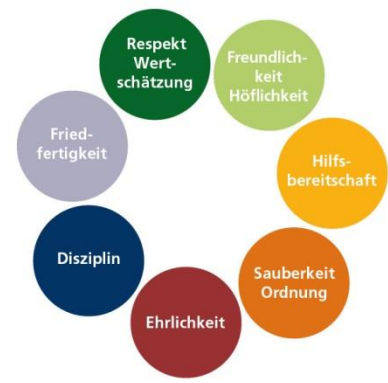 Respekt
Wert-
schätzung
Freundlich-
keit
Höflichkeit
Hilfs-
bereitschaft
Sauberkeit
Ordnung
Ehrlichkeit
Disziplin
Fried-
fertigkeit